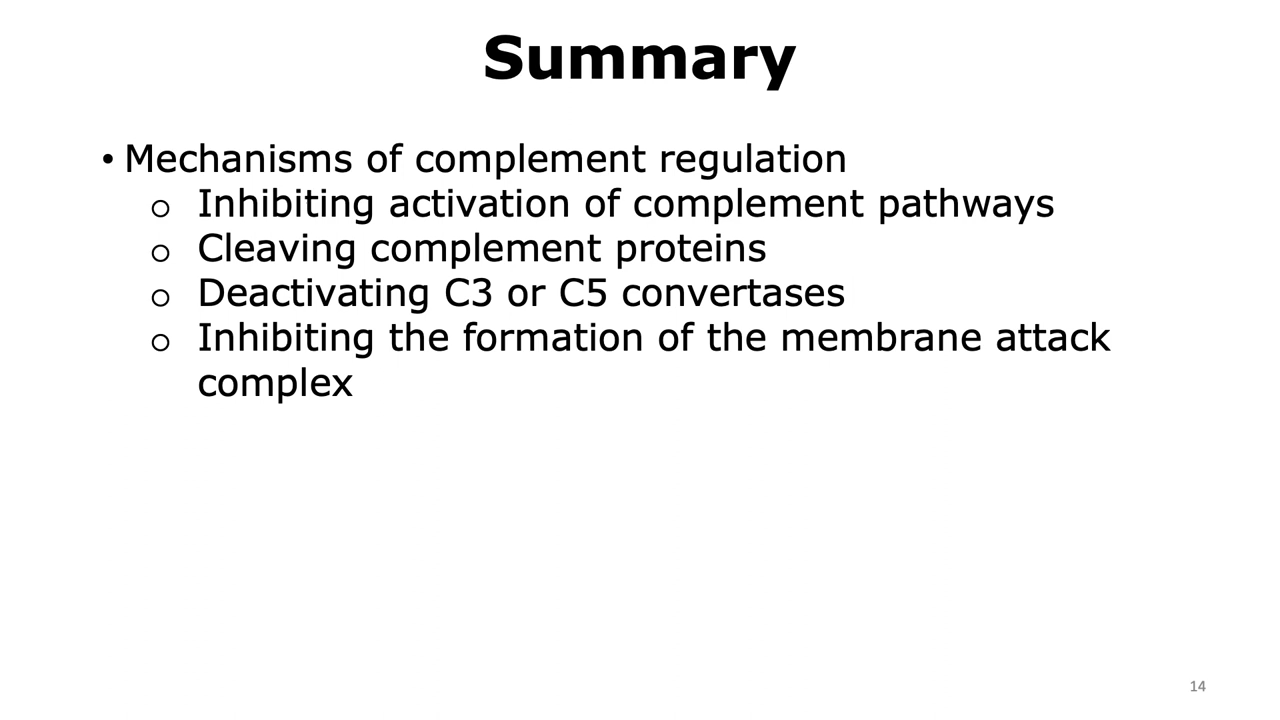 Summary
• Mechanisms of complement regulation
o Inhibiting activation of complement pathways
o Cleaving complement proteins
o Deactivating C3 or C5 convertases
o Inhibiting the formation of the membrane attack
complex
14